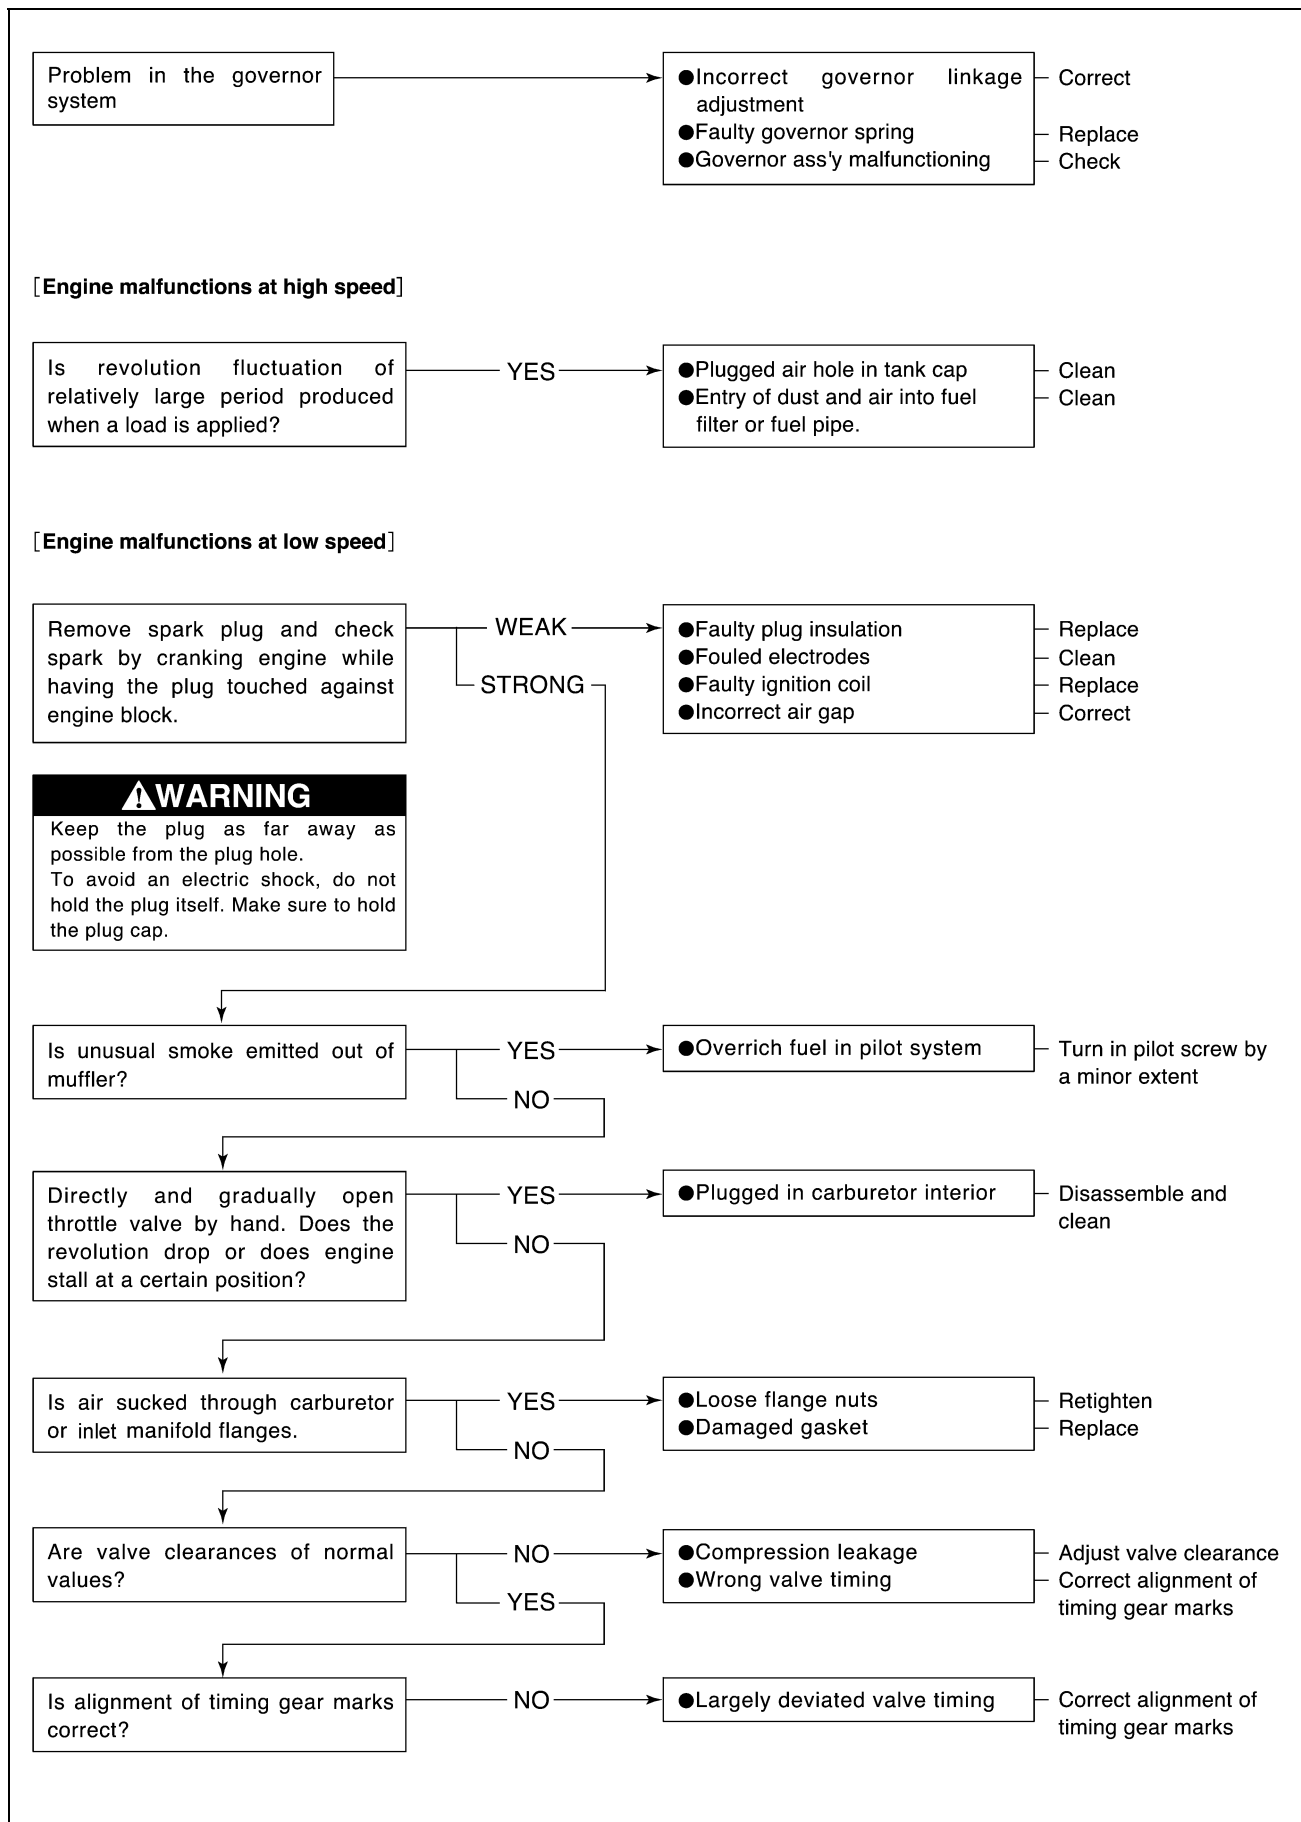 Problem in the governor
system
●Incorrect governor linkage
adjustment
●Faulty governor spring
●Governor ass'y malfunctioning
Correct
Replace
Check
[Engine malfunctions at high speed]
Is revolution fluctuation of
relatively large period produced
when a load is applied?
YES
●Plugged air hole in tank cap
●Entry of dust and air into fuel
filter or fuel pipe.
Clean
Clean
[Engine malfunctions at low speed]
Remove spark plug and check
spark by cranking engine while
having the plug touched against
engine block.
WEAK
STRONG
●Faulty plug insulation
●Fouled electrodes
●Faulty ignition coil
●Incorrect air gap
Replace
Clean
Replace
Correct
WARNING
Keep the plug as far away as
possible from the plug hole.
To avoid an electric shock, do not
hold the plug itself. Make sure to hold
the plug cap.
Is unusual smoke emitted out of
muffler?
YES
NO
●Overrich fuel in pilot system
Turn in pilot screw by
a minor extent
Directly and gradually open
throttle valve by hand. Does the
revolution drop or does engine
stall at a certain position?
YES
NO
●Plugged in carburetor interior
Disassemble and
clean
Is air sucked through carburetor
or inlet manifold flanges.
YES
NO
●Loose flange nuts
●Damaged gasket
Retighten
Replace
Are valve clearances of normal
values?
NO
YES
●Compression leakage
●Wrong valve timing
Adjust valve clearance
Correct alignment of
timing gear marks
Is alignment of timing gear marks
correct?
NO
●Largely deviated valve timing
Correct alignment of
timing gear marks